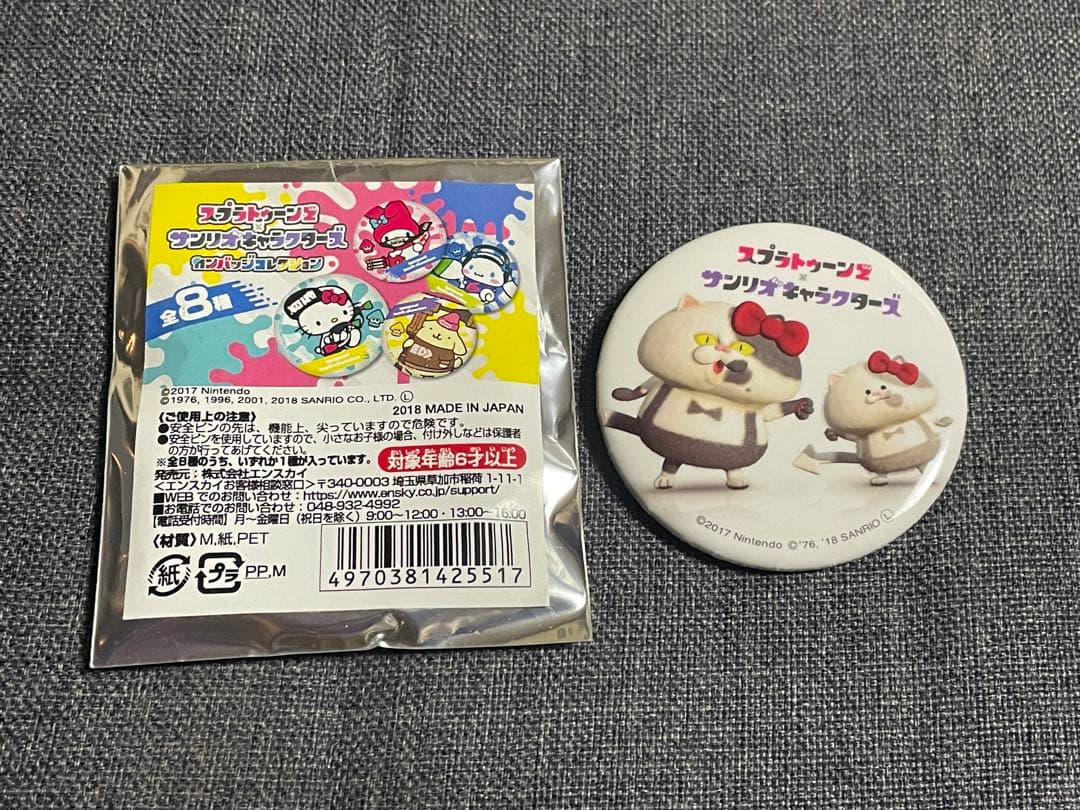 スプラトゥーン2
×
サンリオキャラクターズ
カンバッジコレクション
全8種
©2017 Nintendo
©1976, 1996, 2001, 2018 SANRIO CO., LTD. Ⓛ
2018 MADE IN JAPAN
〈ご使用上の注意〉
●安全ピンの先は、機能上、尖っていますので危険です。
●安全ピンを使用していますので、小さなお子様の場合、付け外しなどは保護者
の方が行ってあげてください。
※全8種のうち、いずれか1種が入っています。
対象年齢6才以上
発売元：株式会社エンスカイ
<エンスカイお客様相談窓口>〒340-0003 埼玉県草加市稲荷 1-11-1
■WEB でのお問い合わせ：https://www.ensky.co.jp/support/
■お電話でのお問い合わせ：048-932-4992
【電話受付時間】月～金曜日（祝日を除く）9:00～12:00・13:00～16:00
〈材質〉M,紙,PET
紙
プラ
PP,M
4970381425517
スプラトゥーン2
×
サンリオキャラクターズ
©2017 Nintendo ©'76, '18 SANRIO Ⓛ